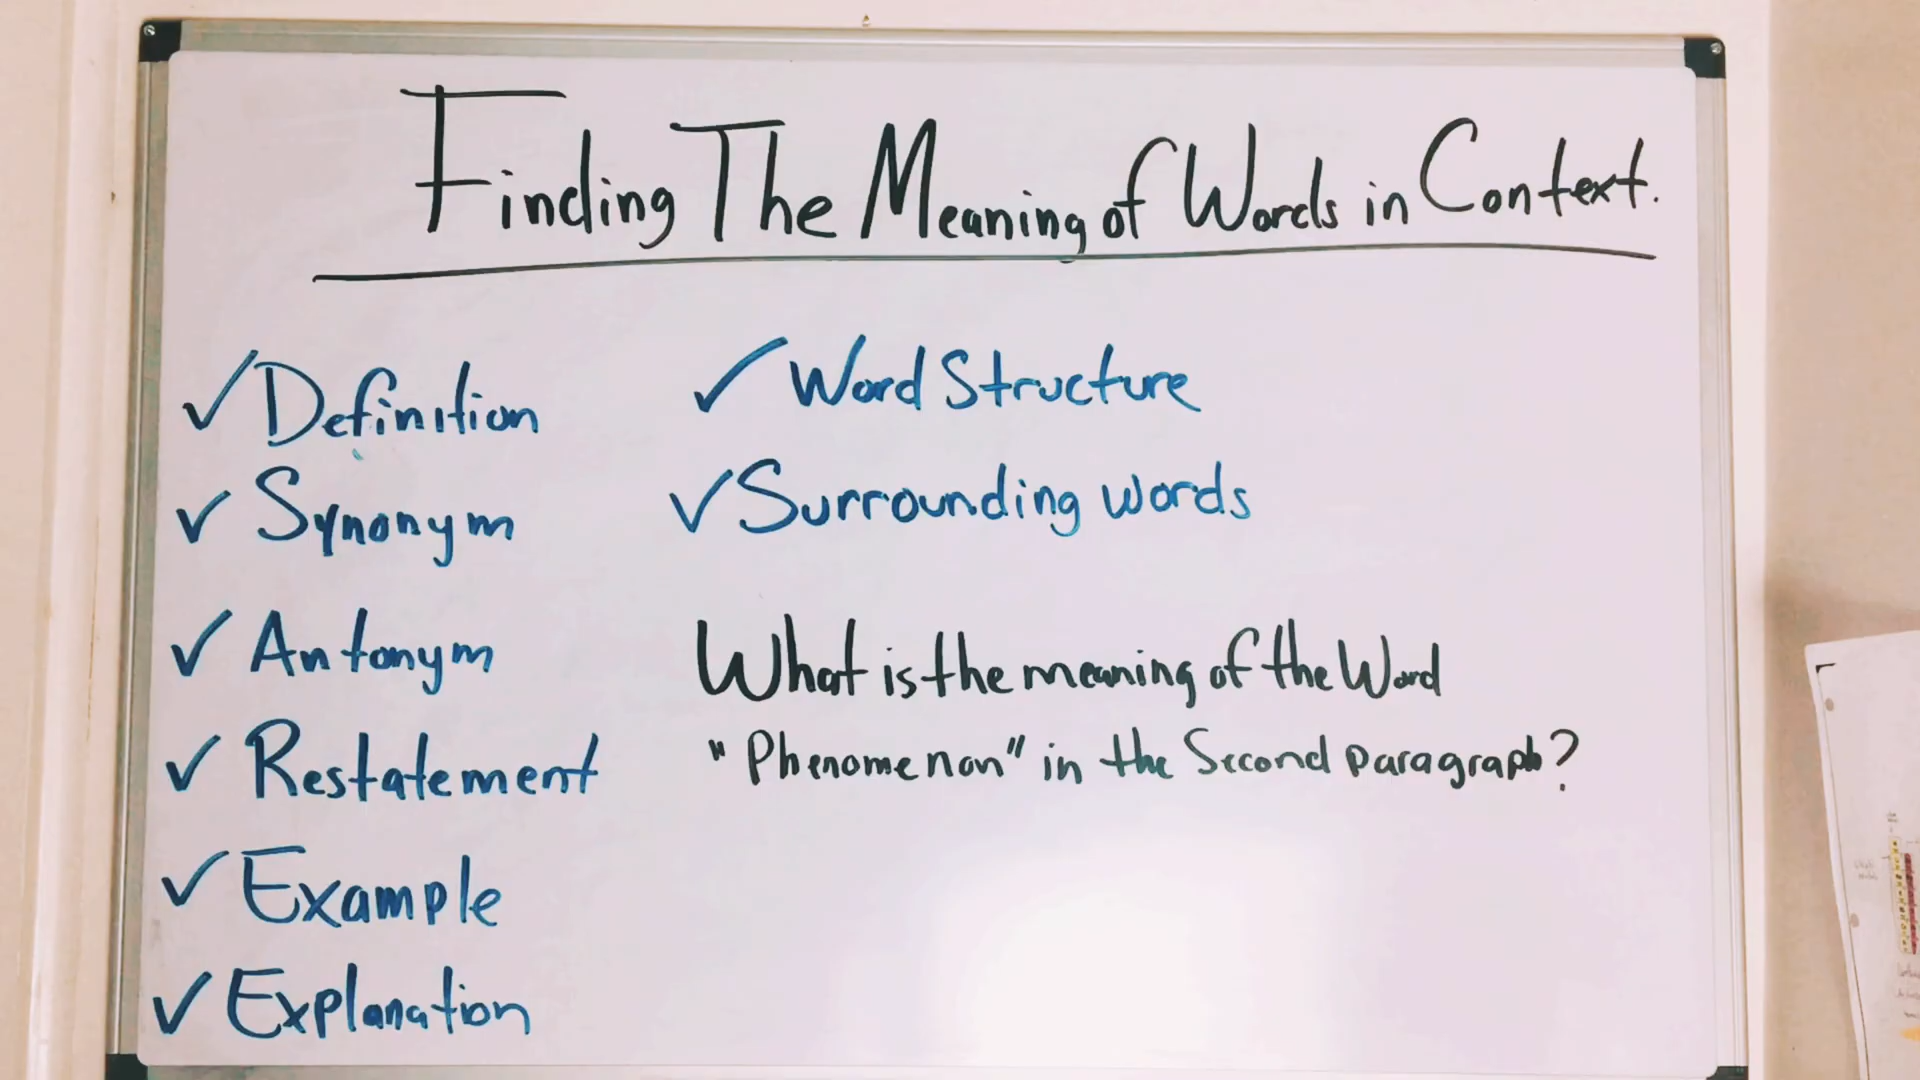 Finding The Meaning of Words in Context.
✓ Definition
✓ Synonym
✓ Antonym
✓ Restatement
✓ Example
✓ Explanation
✓ Word Structure
✓ Surrounding words
What is the meaning of the Word
"Phenomenon" in the Second paragraph?